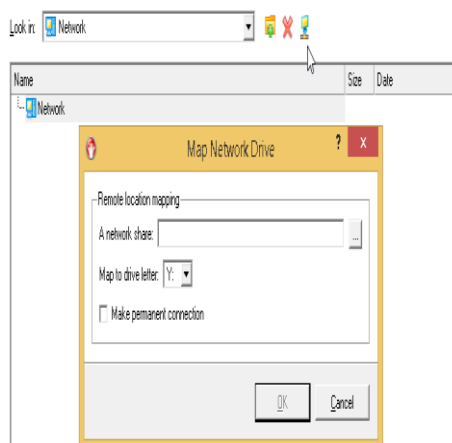 Look in: Network
Name Size Date
Network
Map Network Drive ? x
Remote location mapping
A network share: ...
Map to drive letter: Y:
Make permanent connection
OK Cancel